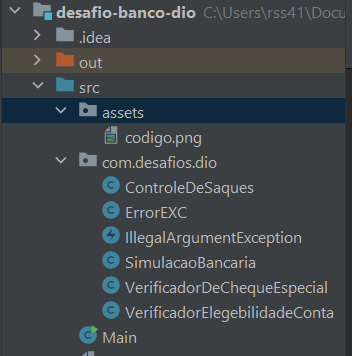 desafio-banco-dio C:\Users\rss41\Docu
.idea
out
src
assets
codigo.png
com.desafios.dio
ControleDeSaques
ErrorEXC
IllegalArgumentException
SimulacaoBancaria
VerificadorDeChequeEspecial
VerificadorElegebilidadeConta
Main